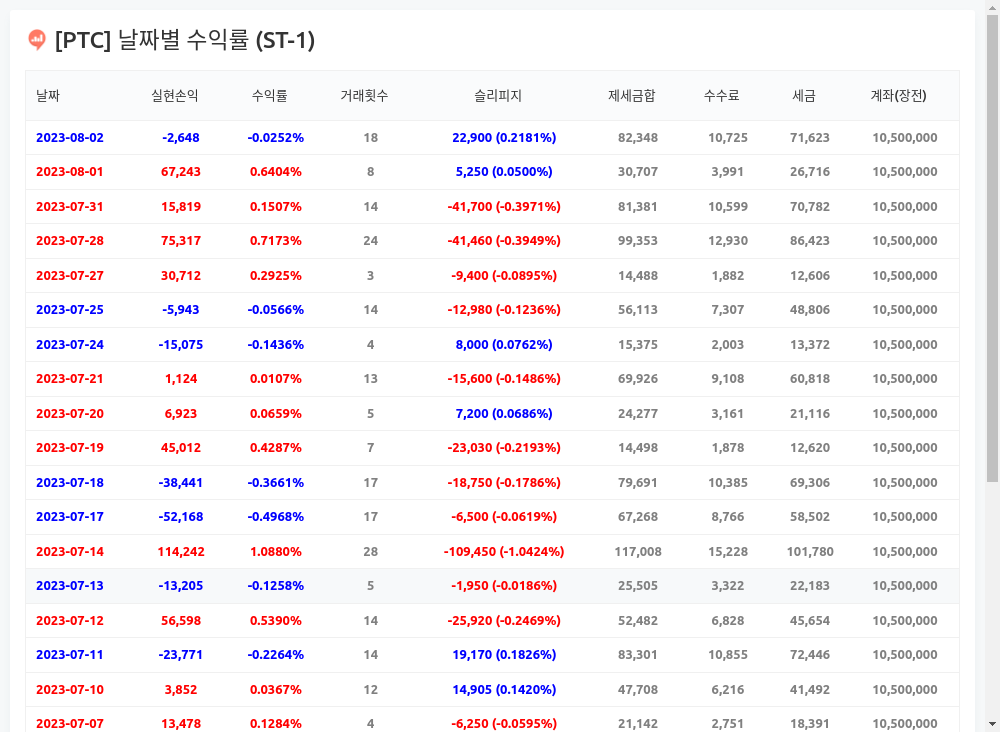 [PTC] 날짜별 수익률 (ST-1)
날짜 실현손익 수익률 거래횟수 슬리피지 제세금합 수수료 세금 계좌(장전)
2023-08-02 -2,648 -0.0252% 18 22,900 (0.2181%) 82,348 10,725 71,623 10,500,000
2023-08-01 67,243 0.6404% 8 5,250 (0.0500%) 30,707 3,991 26,716 10,500,000
2023-07-31 15,819 0.1507% 14 -41,700 (-0.3971%) 81,381 10,599 70,782 10,500,000
2023-07-28 75,317 0.7173% 24 -41,460 (-0.3949%) 99,353 12,930 86,423 10,500,000
2023-07-27 30,712 0.2925% 3 -9,400 (-0.0895%) 14,488 1,882 12,606 10,500,000
2023-07-25 -5,943 -0.0566% 14 -12,980 (-0.1236%) 56,113 7,307 48,806 10,500,000
2023-07-24 -15,075 -0.1436% 4 8,000 (0.0762%) 15,375 2,003 13,372 10,500,000
2023-07-21 1,124 0.0107% 13 -15,600 (-0.1486%) 69,926 9,108 60,818 10,500,000
2023-07-20 6,923 0.0659% 5 7,200 (0.0686%) 24,277 3,161 21,116 10,500,000
2023-07-19 45,012 0.4287% 7 -23,030 (-0.2193%) 14,498 1,878 12,620 10,500,000
2023-07-18 -38,441 -0.3661% 17 -18,750 (-0.1786%) 79,691 10,385 69,306 10,500,000
2023-07-17 -52,168 -0.4968% 17 -6,500 (-0.0619%) 67,268 8,766 58,502 10,500,000
2023-07-14 114,242 1.0880% 28 -109,450 (-1.0424%) 117,008 15,228 101,780 10,500,000
2023-07-13 -13,205 -0.1258% 5 -1,950 (-0.0186%) 25,505 3,322 22,183 10,500,000
2023-07-12 56,598 0.5390% 14 -25,920 (-0.2469%) 52,482 6,828 45,654 10,500,000
2023-07-11 -23,771 -0.2264% 14 19,170 (0.1826%) 83,301 10,855 72,446 10,500,000
2023-07-10 3,852 0.0367% 12 14,905 (0.1420%) 47,708 6,216 41,492 10,500,000
2023-07-07 13,478 0.1284% 4 -6,250 (-0.0595%) 21,142 2,751 18,391 10,500,000